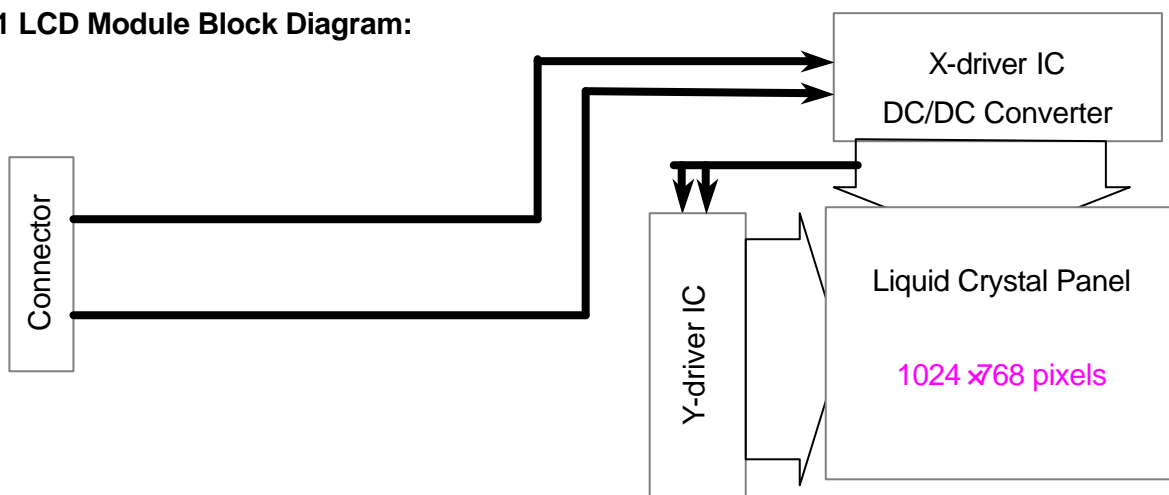 1 LCD Module Block Diagram:
X-driver IC
DC/DC Converter
Connector
Y-driver IC
Liquid Crystal Panel
1024 ×768 pixels